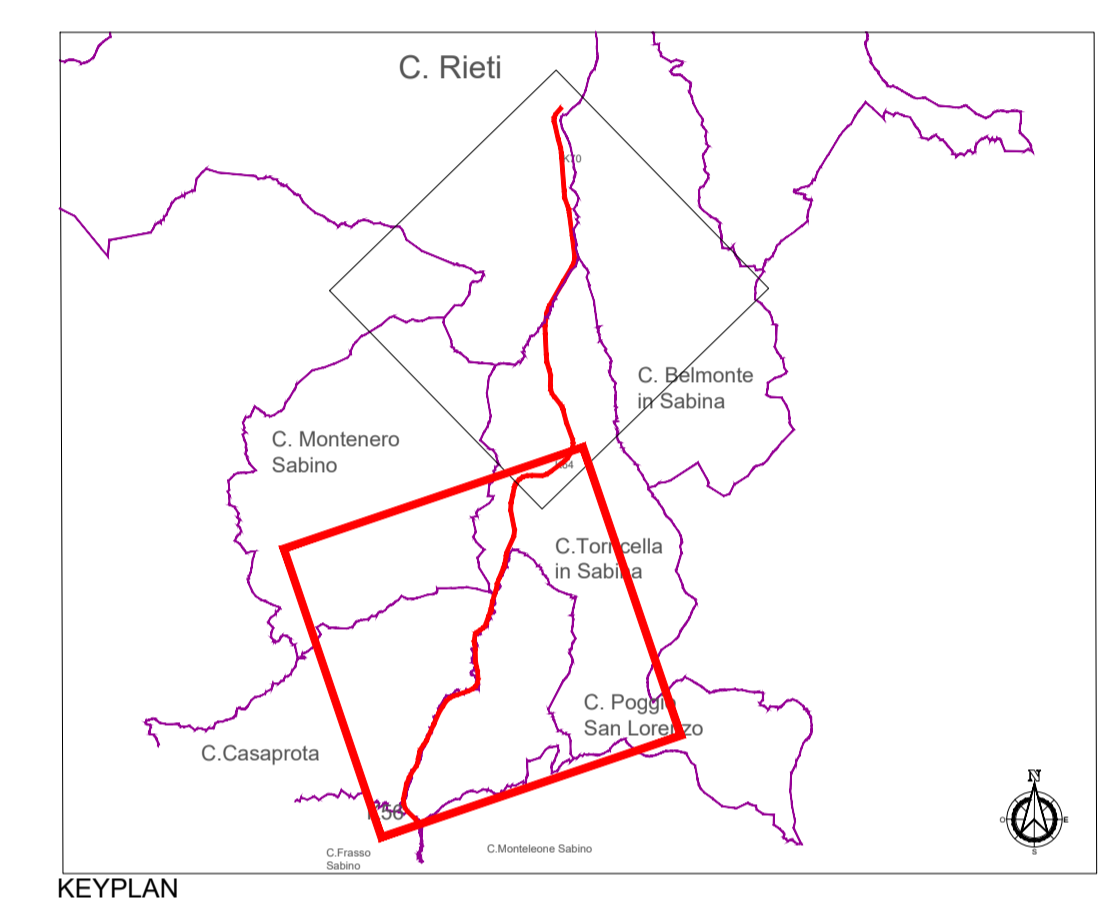 C. Rieti
K70
C. Belmonte
in Sabina
C. Montenero
Sabino
K64
C.Torricella
in Sabina
C. Poggio
San Lorenzo
C.Casaprota
C.Frasso
Sabino
C.Monteleone Sabino
N
O
E
S
KEYPLAN